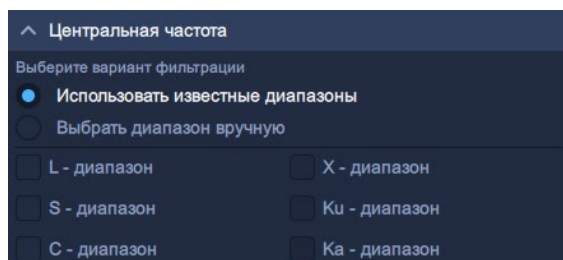 Центральная частота
Выберите вариант фильтрации
Использовать известные диапазоны
Выбрать диапазон вручную
L - диапазон
X - диапазон
S - диапазон
Ku - диапазон
C - диапазон
Ka - диапазон